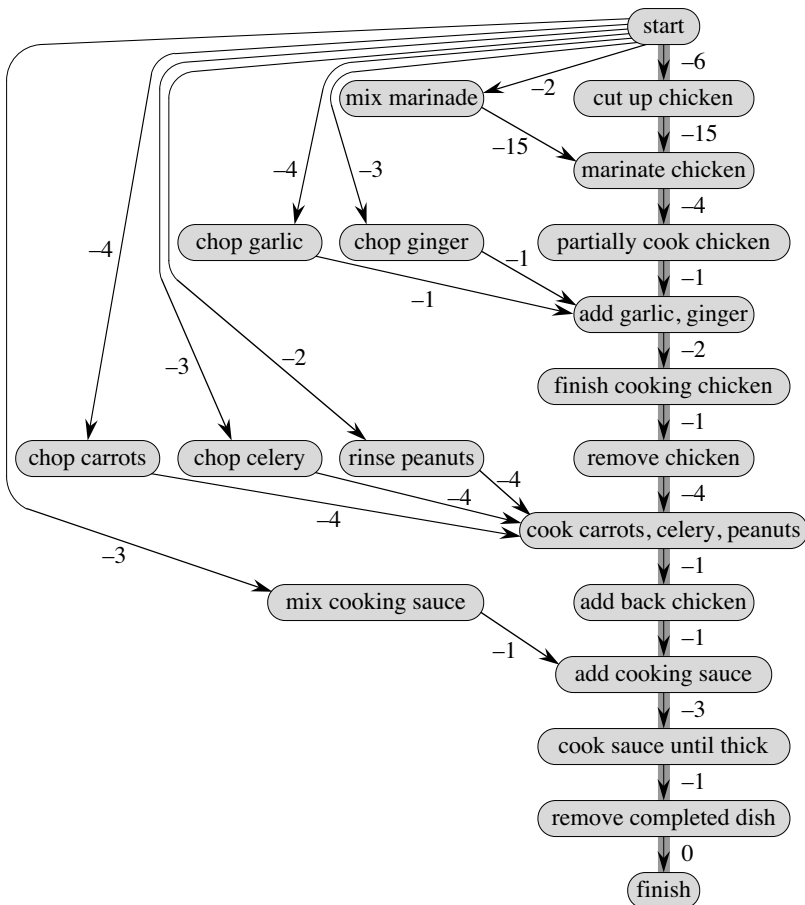 start
–6
–2
mix marinade
cut up chicken
–15
–15
–4
–3
marinate chicken
–4
–4
chop garlic
chop ginger
partially cook chicken
–1
–1
–1
add garlic, ginger
–2
–2
–3
finish cooking chicken
–1
chop carrots
chop celery
rinse peanuts
remove chicken
–4
–4
–4
–4
cook carrots, celery, peanuts
–3
–1
mix cooking sauce
add back chicken
–1
–1
add cooking sauce
–3
cook sauce until thick
–1
remove completed dish
0
finish